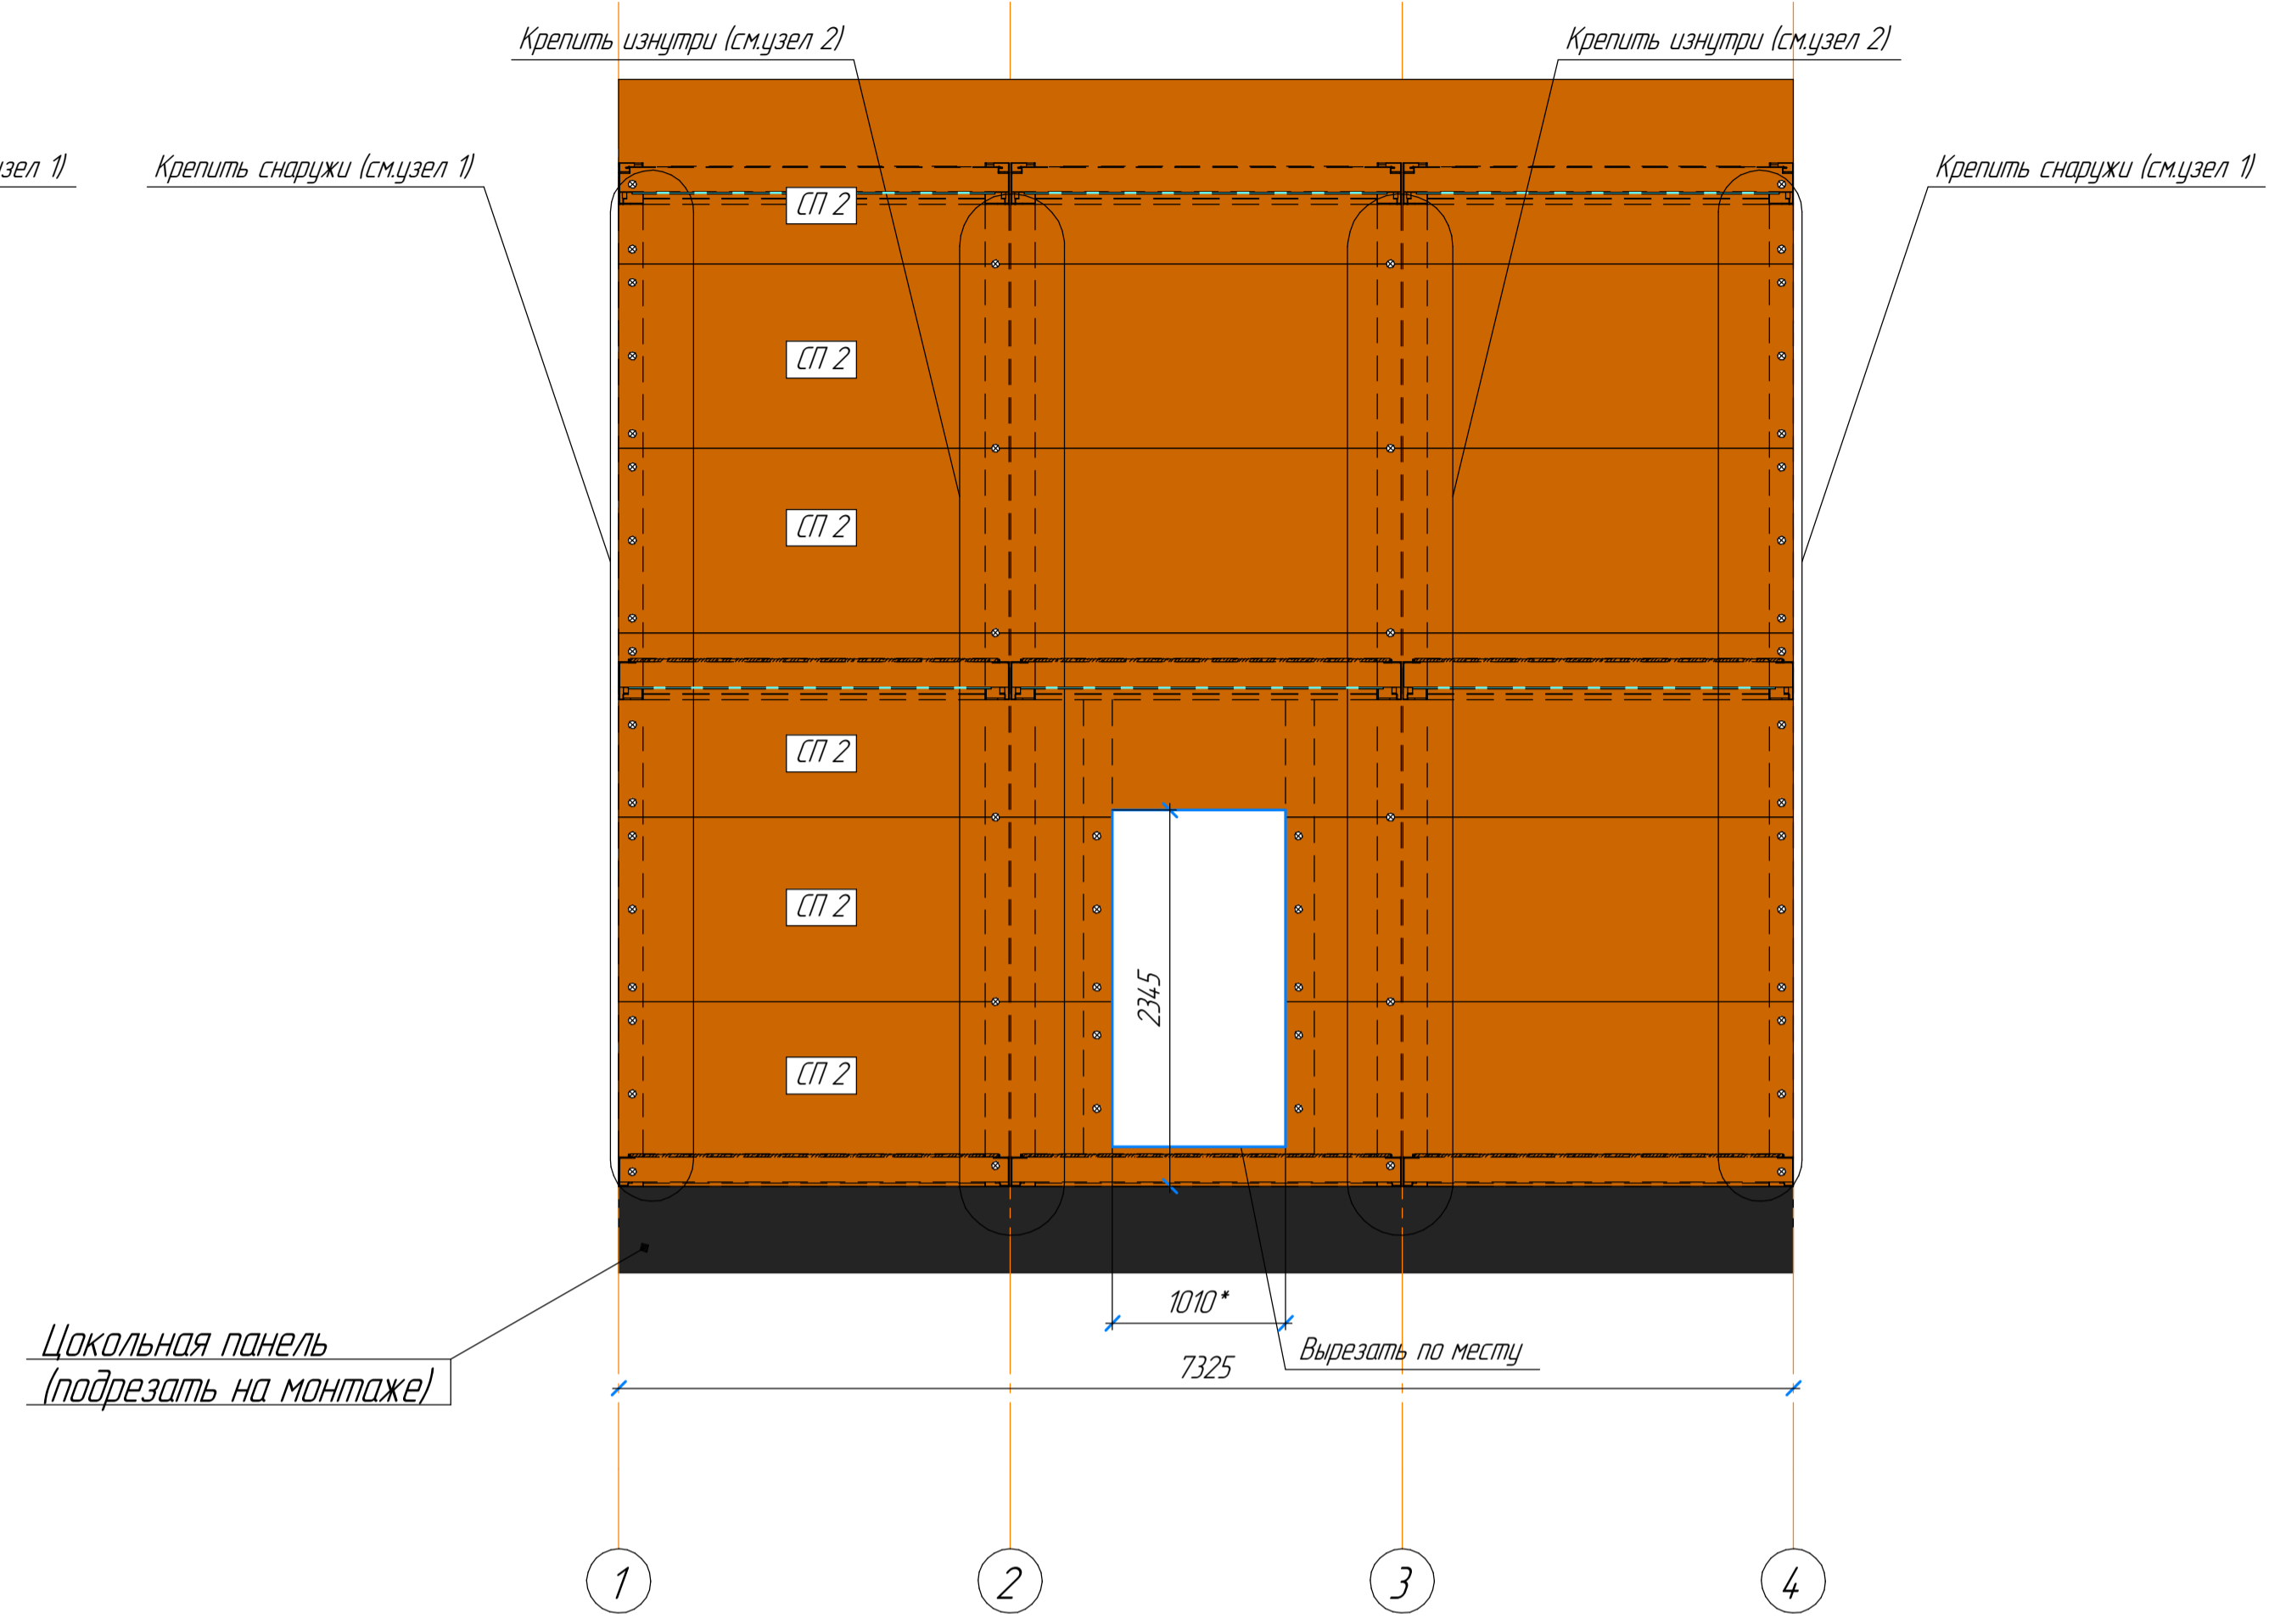 Крепить изнутри (см.узел 2)
Крепить изнутри (см.узел 2)
узел 1)
Крепить снаружи (см.узел 1)
Крепить снаружи (см.узел 1)
СП 2
СП 2
СП 2
СП 2
СП 2
СП 2
2345
1010*
Вырезать по месту
7325
Цокольная панель
(подрезать на монтаже)
1
2
3
4